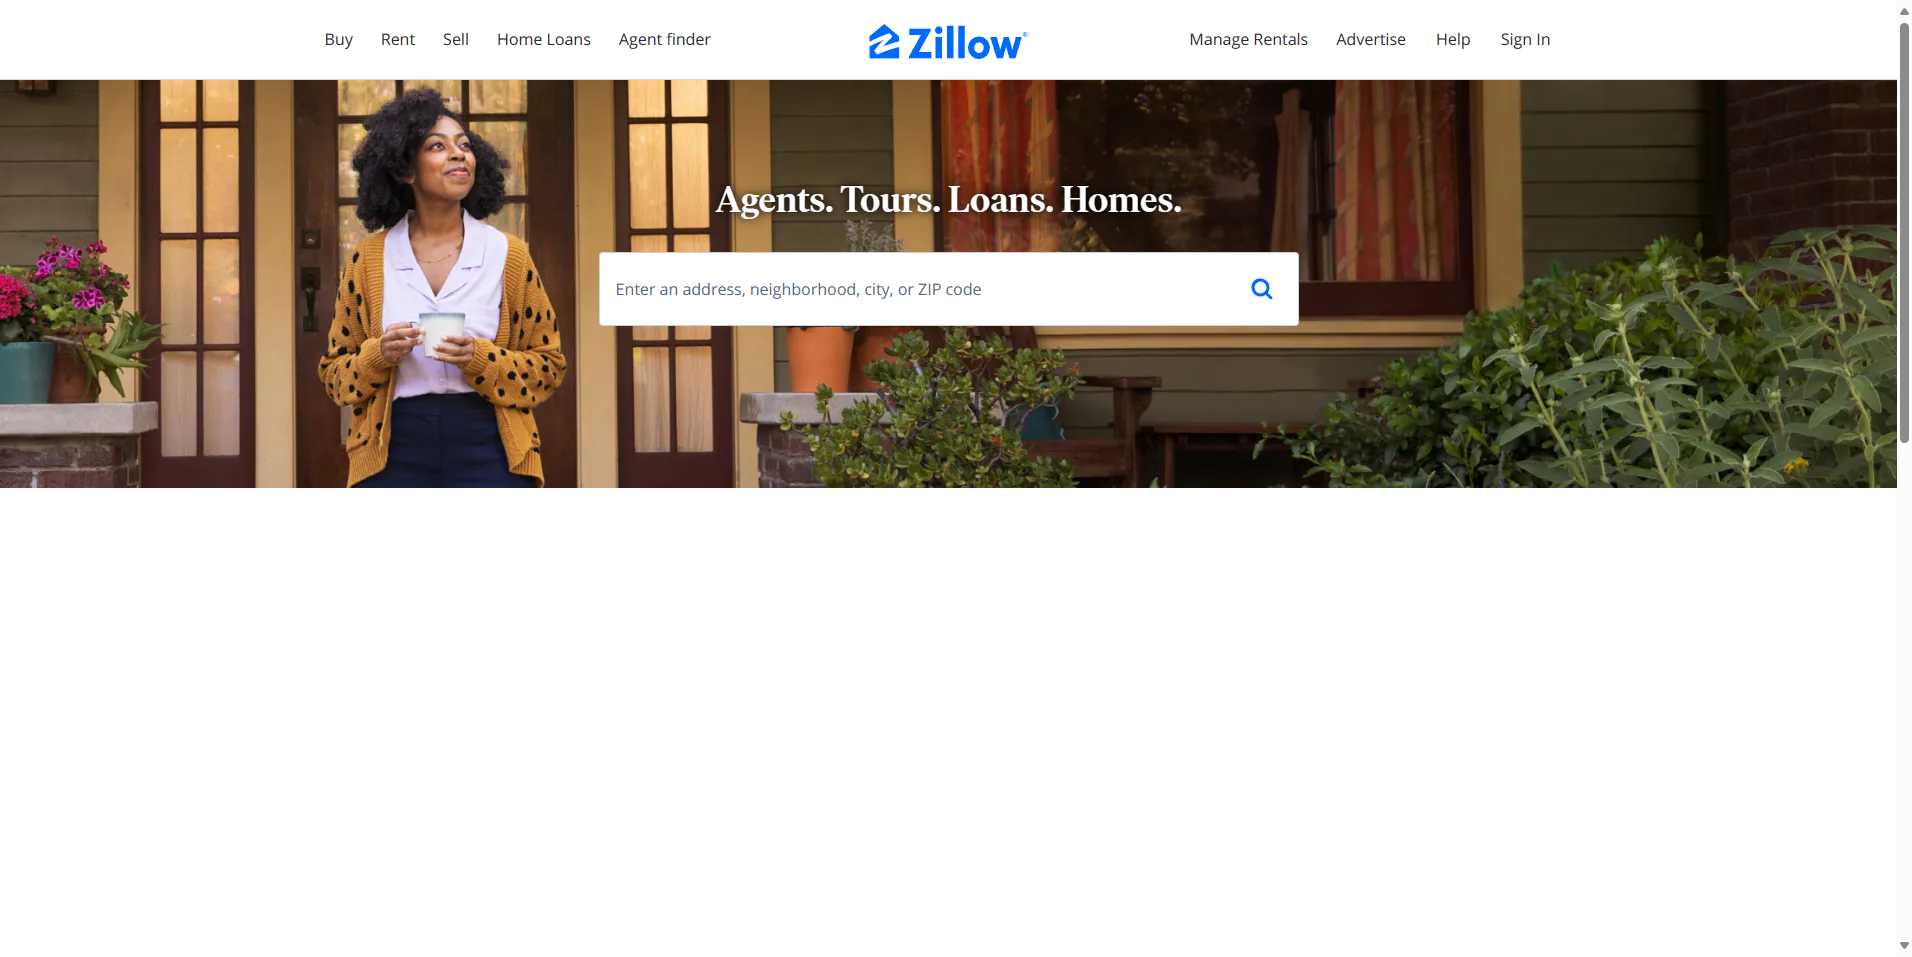 Buy Rent Sell Home Loans Agent finder Zillow® Manage Rentals Advertise Help Sign In
Agents. Tours. Loans. Homes.
Enter an address, neighborhood, city, or ZIP code